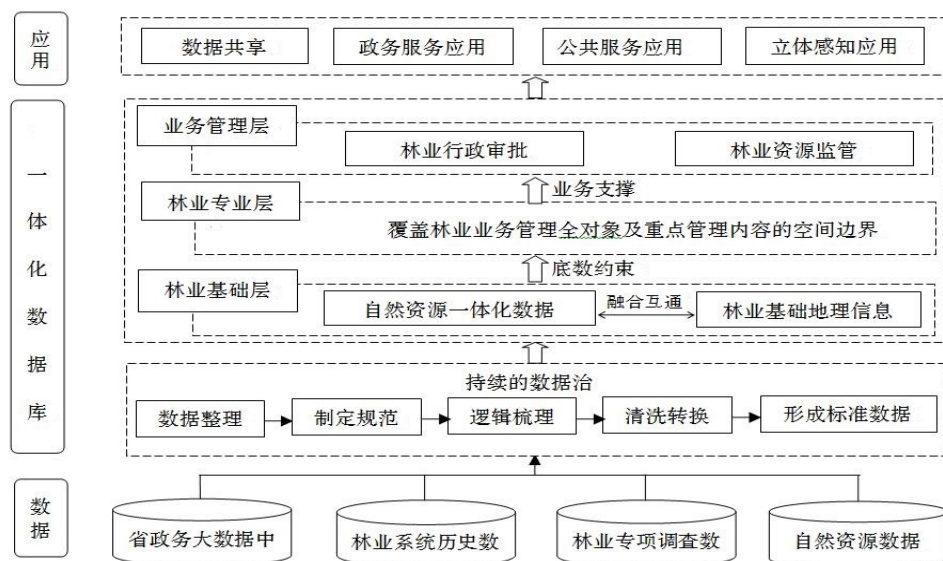 应用
数据共享
政务服务应用
公共服务应用
立体感知应用
一体化数据库
业务管理层
林业行政审批
林业资源监管
业务支撑
林业专业层
覆盖林业业务管理全对象及重点管理内容的空间边界
底数约束
林业基础层
自然资源一体化数据
融合互通
林业基础地理信息
持续的数据治
数据整理
制定规范
逻辑梳理
清洗转换
形成标准数据
数据
省政务大数据中
林业系统历史数
林业专项调查数
自然资源数据